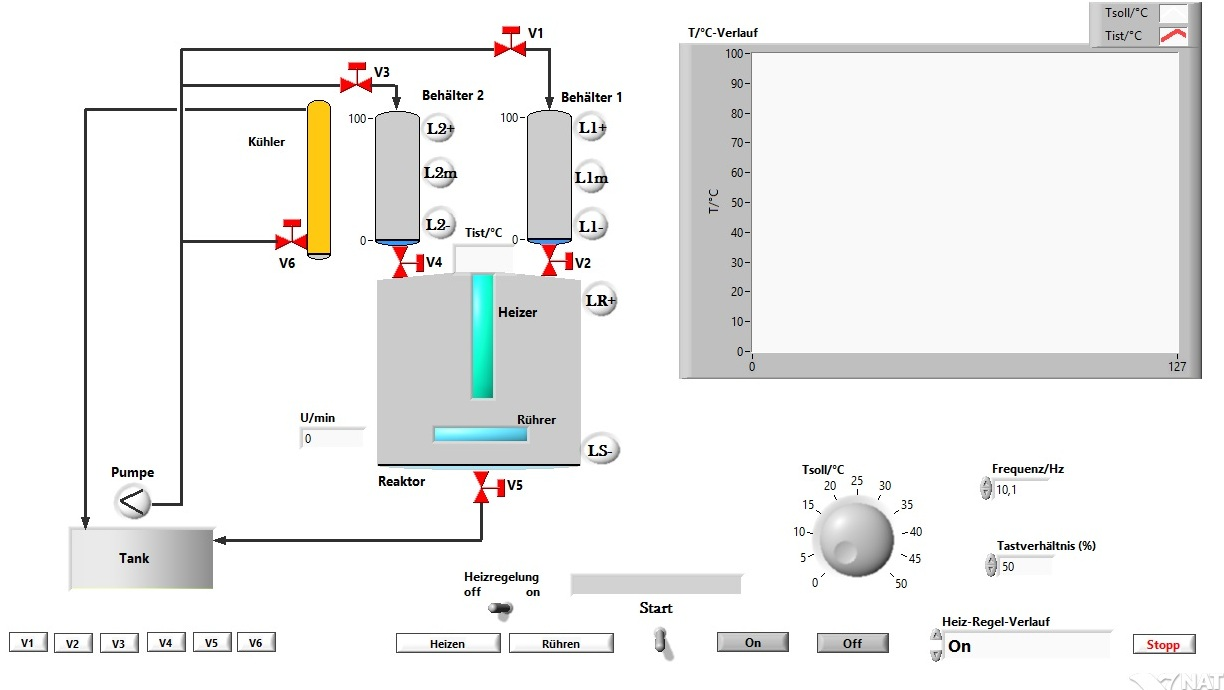 V1
V3
Behälter 2
Behälter 1
100
100
L2+
L1+
Kühler
L2m
L1m
L2-
L1-
0
0
Tist/°C
V6
V4
V2
LR+
Heizer
U/min
0
Rührer
LS-
Reaktor
V5
Pumpe
Tank
T/°C-Verlauf
Tsoll/°C
Tist/°C
100
90
80
70
60
50
40
30
20
10
0
T/°C
0
127
Tsoll/°C
0
5
10
15
20
25
30
35
40
45
50
Frequenz/Hz
10,1
Tastverhältnis (%)
50
Heizregelung
off on
Start
Heiz-Regel-Verlauf
On
V1 V2 V3 V4 V5 V6
Heizen Rühren On Off Stopp